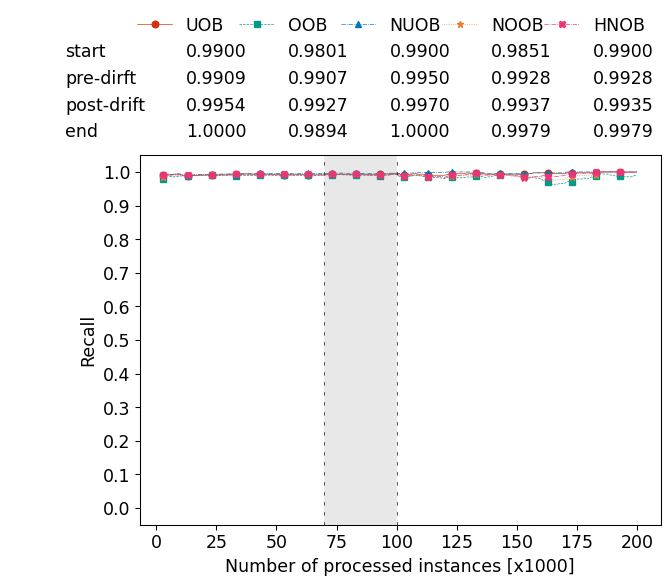 UOB OOB NUOB NOOB HNOB
start 0.9900 0.9801 0.9900 0.9851 0.9900
pre-dirft 0.9909 0.9907 0.9950 0.9928 0.9928
post-drift 0.9954 0.9927 0.9970 0.9937 0.9935
end 1.0000 0.9894 1.0000 0.9979 0.9979
1.0
0.9
0.8
0.7
0.6
0.5
0.4
0.3
0.2
0.1
0.0
Recall
0 25 50 75 100 125 150 175 200
Number of processed instances [x1000]